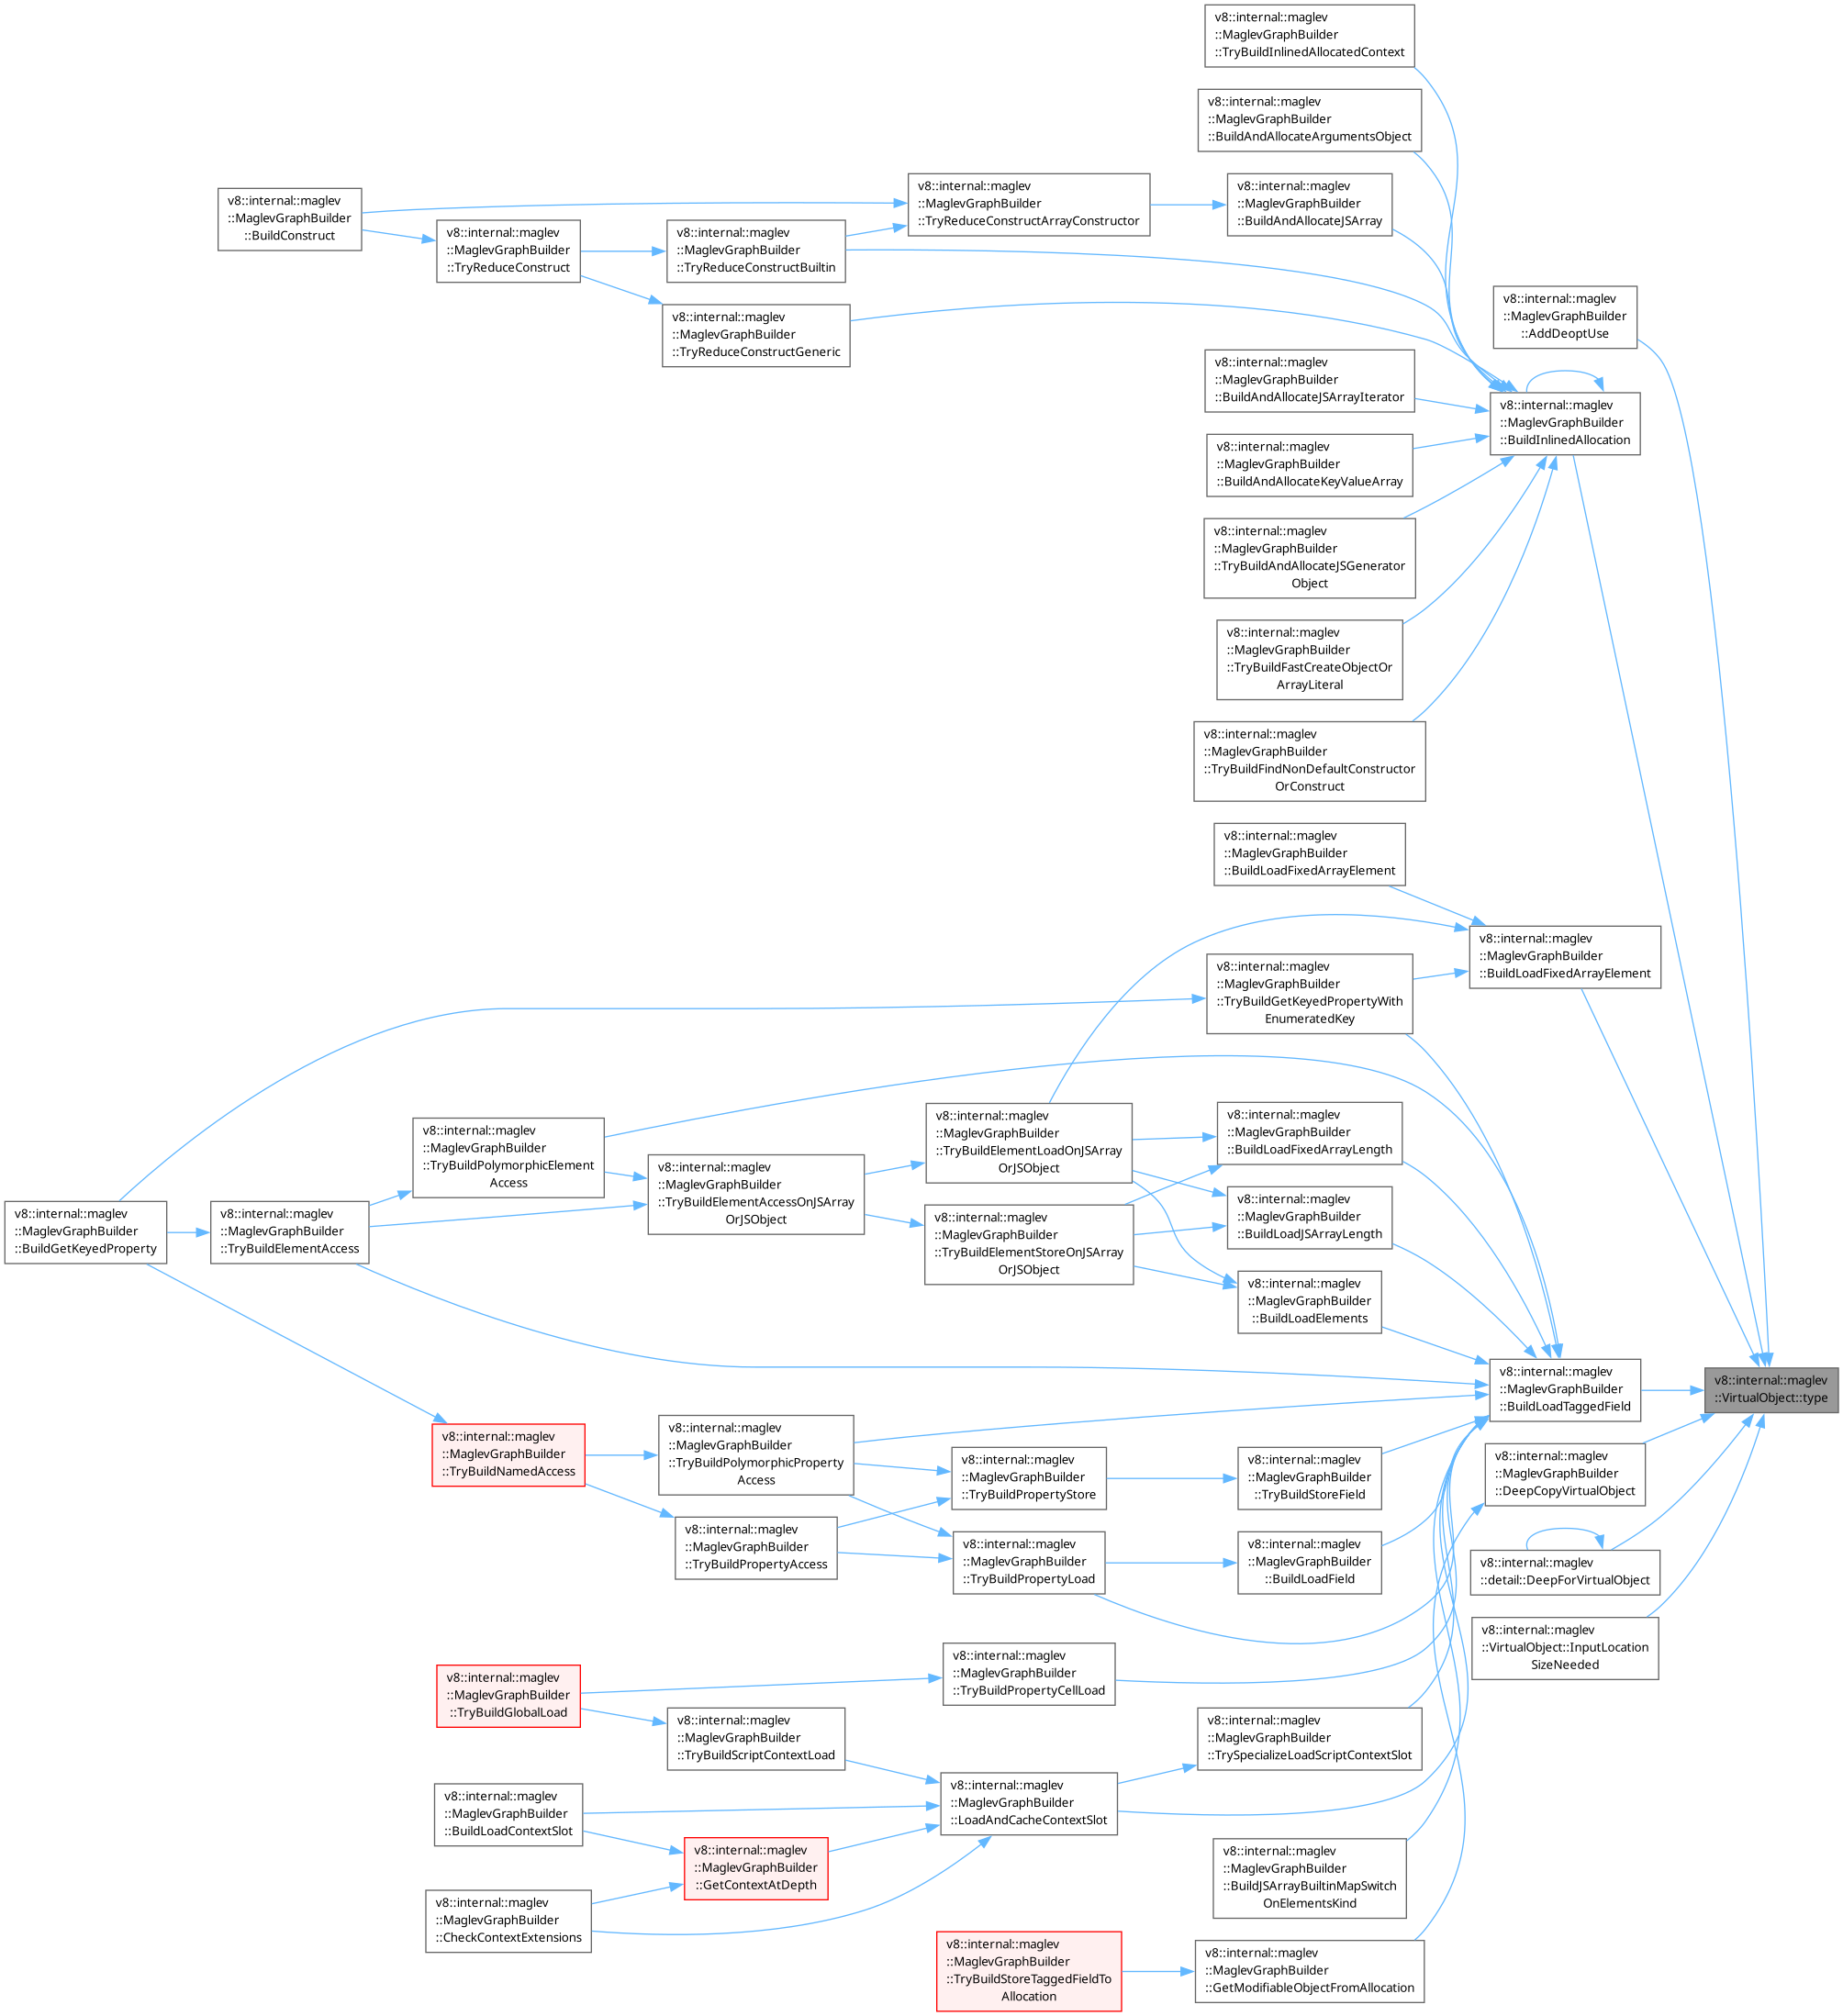 v8::internal::maglev
::MaglevGraphBuilder
::TryBuildInlinedAllocatedContext
v8::internal::maglev
::MaglevGraphBuilder
::BuildAndAllocateArgumentsObject
v8::internal::maglev
::MaglevGraphBuilder
::BuildConstruct
v8::internal::maglev
::MaglevGraphBuilder
::TryReduceConstruct
v8::internal::maglev
::MaglevGraphBuilder
::TryReduceConstructBuiltin
v8::internal::maglev
::MaglevGraphBuilder
::TryReduceConstructArrayConstructor
v8::internal::maglev
::MaglevGraphBuilder
::BuildAndAllocateJSArray
v8::internal::maglev
::MaglevGraphBuilder
::TryReduceConstructGeneric
v8::internal::maglev
::MaglevGraphBuilder
::AddDeoptUse
v8::internal::maglev
::MaglevGraphBuilder
::BuildAndAllocateJSArrayIterator
v8::internal::maglev
::MaglevGraphBuilder
::BuildInlinedAllocation
v8::internal::maglev
::MaglevGraphBuilder
::BuildAndAllocateKeyValueArray
v8::internal::maglev
::MaglevGraphBuilder
::TryBuildAndAllocateJSGenerator
Object
v8::internal::maglev
::MaglevGraphBuilder
::TryBuildFastCreateObjectOr
ArrayLiteral
v8::internal::maglev
::MaglevGraphBuilder
::TryBuildFindNonDefaultConstructor
OrConstruct
v8::internal::maglev
::MaglevGraphBuilder
::BuildLoadFixedArrayElement
v8::internal::maglev
::MaglevGraphBuilder
::BuildLoadFixedArrayElement
v8::internal::maglev
::MaglevGraphBuilder
::TryBuildGetKeyedPropertyWith
EnumeratedKey
v8::internal::maglev
::MaglevGraphBuilder
::BuildGetKeyedProperty
v8::internal::maglev
::MaglevGraphBuilder
::TryBuildElementAccess
v8::internal::maglev
::MaglevGraphBuilder
::TryBuildPolymorphicElement
Access
v8::internal::maglev
::MaglevGraphBuilder
::TryBuildElementAccessOnJSArray
OrJSObject
v8::internal::maglev
::MaglevGraphBuilder
::TryBuildElementLoadOnJSArray
OrJSObject
v8::internal::maglev
::MaglevGraphBuilder
::BuildLoadFixedArrayLength
v8::internal::maglev
::MaglevGraphBuilder
::TryBuildElementStoreOnJSArray
OrJSObject
v8::internal::maglev
::MaglevGraphBuilder
::BuildLoadJSArrayLength
v8::internal::maglev
::MaglevGraphBuilder
::BuildLoadElements
v8::internal::maglev
::MaglevGraphBuilder
::BuildLoadTaggedField
v8::internal::maglev
::VirtualObject::type
v8::internal::maglev
::MaglevGraphBuilder
::TryBuildNamedAccess
v8::internal::maglev
::MaglevGraphBuilder
::TryBuildPolymorphicProperty
Access
v8::internal::maglev
::MaglevGraphBuilder
::TryBuildPropertyStore
v8::internal::maglev
::MaglevGraphBuilder
::TryBuildStoreField
v8::internal::maglev
::MaglevGraphBuilder
::DeepCopyVirtualObject
v8::internal::maglev
::MaglevGraphBuilder
::TryBuildPropertyAccess
v8::internal::maglev
::MaglevGraphBuilder
::TryBuildPropertyLoad
v8::internal::maglev
::MaglevGraphBuilder
::BuildLoadField
v8::internal::maglev
::detail::DeepForVirtualObject
v8::internal::maglev
::VirtualObject::InputLocation
SizeNeeded
v8::internal::maglev
::MaglevGraphBuilder
::TryBuildGlobalLoad
v8::internal::maglev
::MaglevGraphBuilder
::TryBuildPropertyCellLoad
v8::internal::maglev
::MaglevGraphBuilder
::TryBuildScriptContextLoad
v8::internal::maglev
::MaglevGraphBuilder
::TrySpecializeLoadScriptContextSlot
v8::internal::maglev
::MaglevGraphBuilder
::BuildLoadContextSlot
v8::internal::maglev
::MaglevGraphBuilder
::LoadAndCacheContextSlot
v8::internal::maglev
::MaglevGraphBuilder
::GetContextAtDepth
v8::internal::maglev
::MaglevGraphBuilder
::BuildJSArrayBuiltinMapSwitch
OnElementsKind
v8::internal::maglev
::MaglevGraphBuilder
::CheckContextExtensions
v8::internal::maglev
::MaglevGraphBuilder
::TryBuildStoreTaggedFieldTo
Allocation
v8::internal::maglev
::MaglevGraphBuilder
::GetModifiableObjectFromAllocation